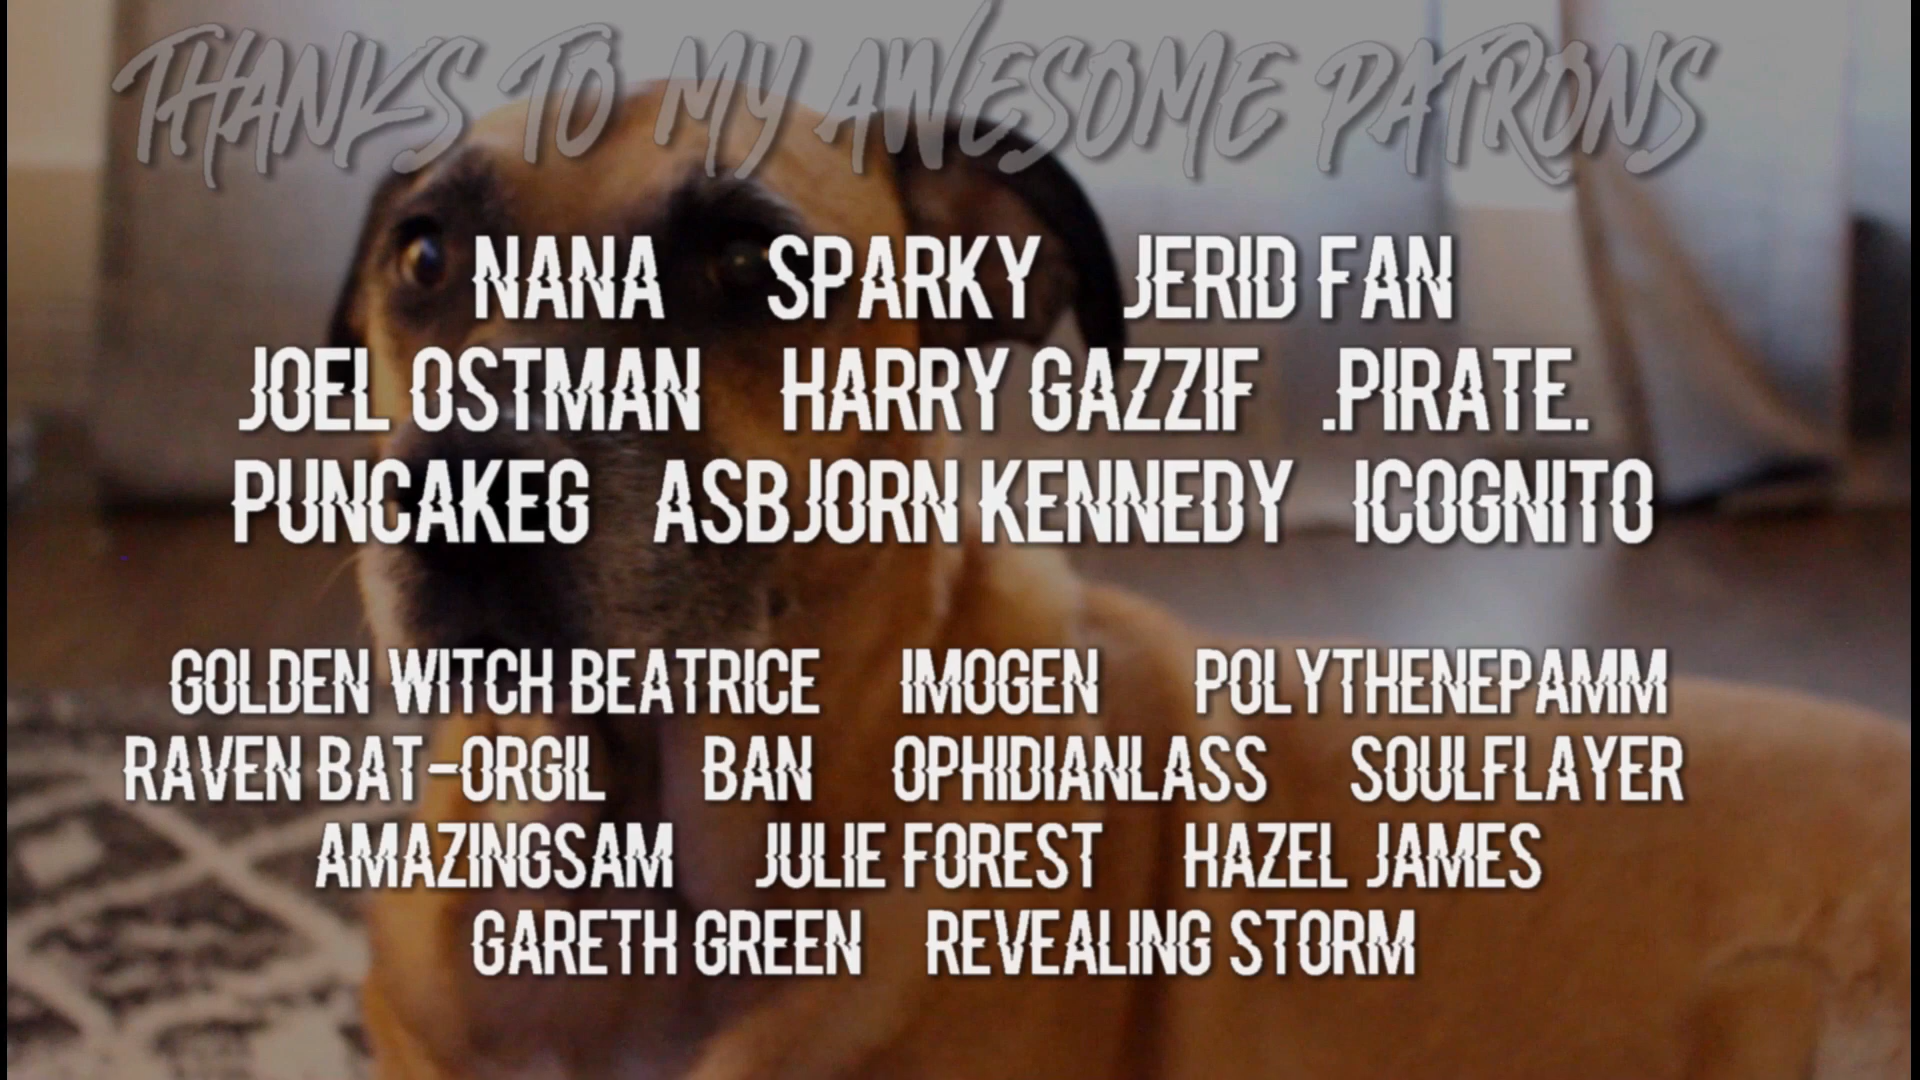 THANKS TO MY AWESOME PATRONS
NANA SPARKY JERID FAN
JOEL OSTMAN HARRY GAZZIF .PIRATE.
PUNCAKEG ASBJORN KENNEDY ICOGNITO
GOLDEN WITCH BEATRICE IMOGEN POLYTHENEPAMM
RAVEN BAT-ORGIL BAN OPHIDIANLASS SOULFLAYER
AMAZINGSAM JULIE FOREST HAZEL JAMES
GARETH GREEN REVEALING STORM